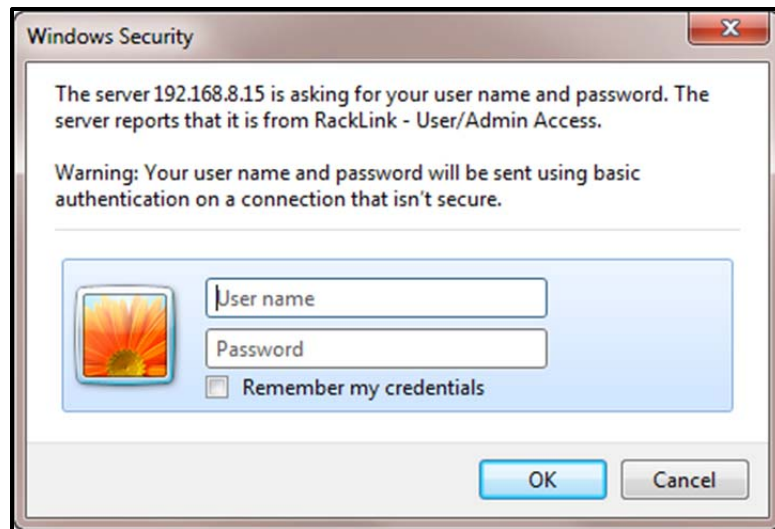 Windows Security
The server 192.168.8.15 is asking for your user name and password. The
server reports that it is from RackLink - User/Admin Access.
Warning: Your user name and password will be sent using basic
authentication on a connection that isn't secure.
User name
Password
Remember my credentials
OK
Cancel